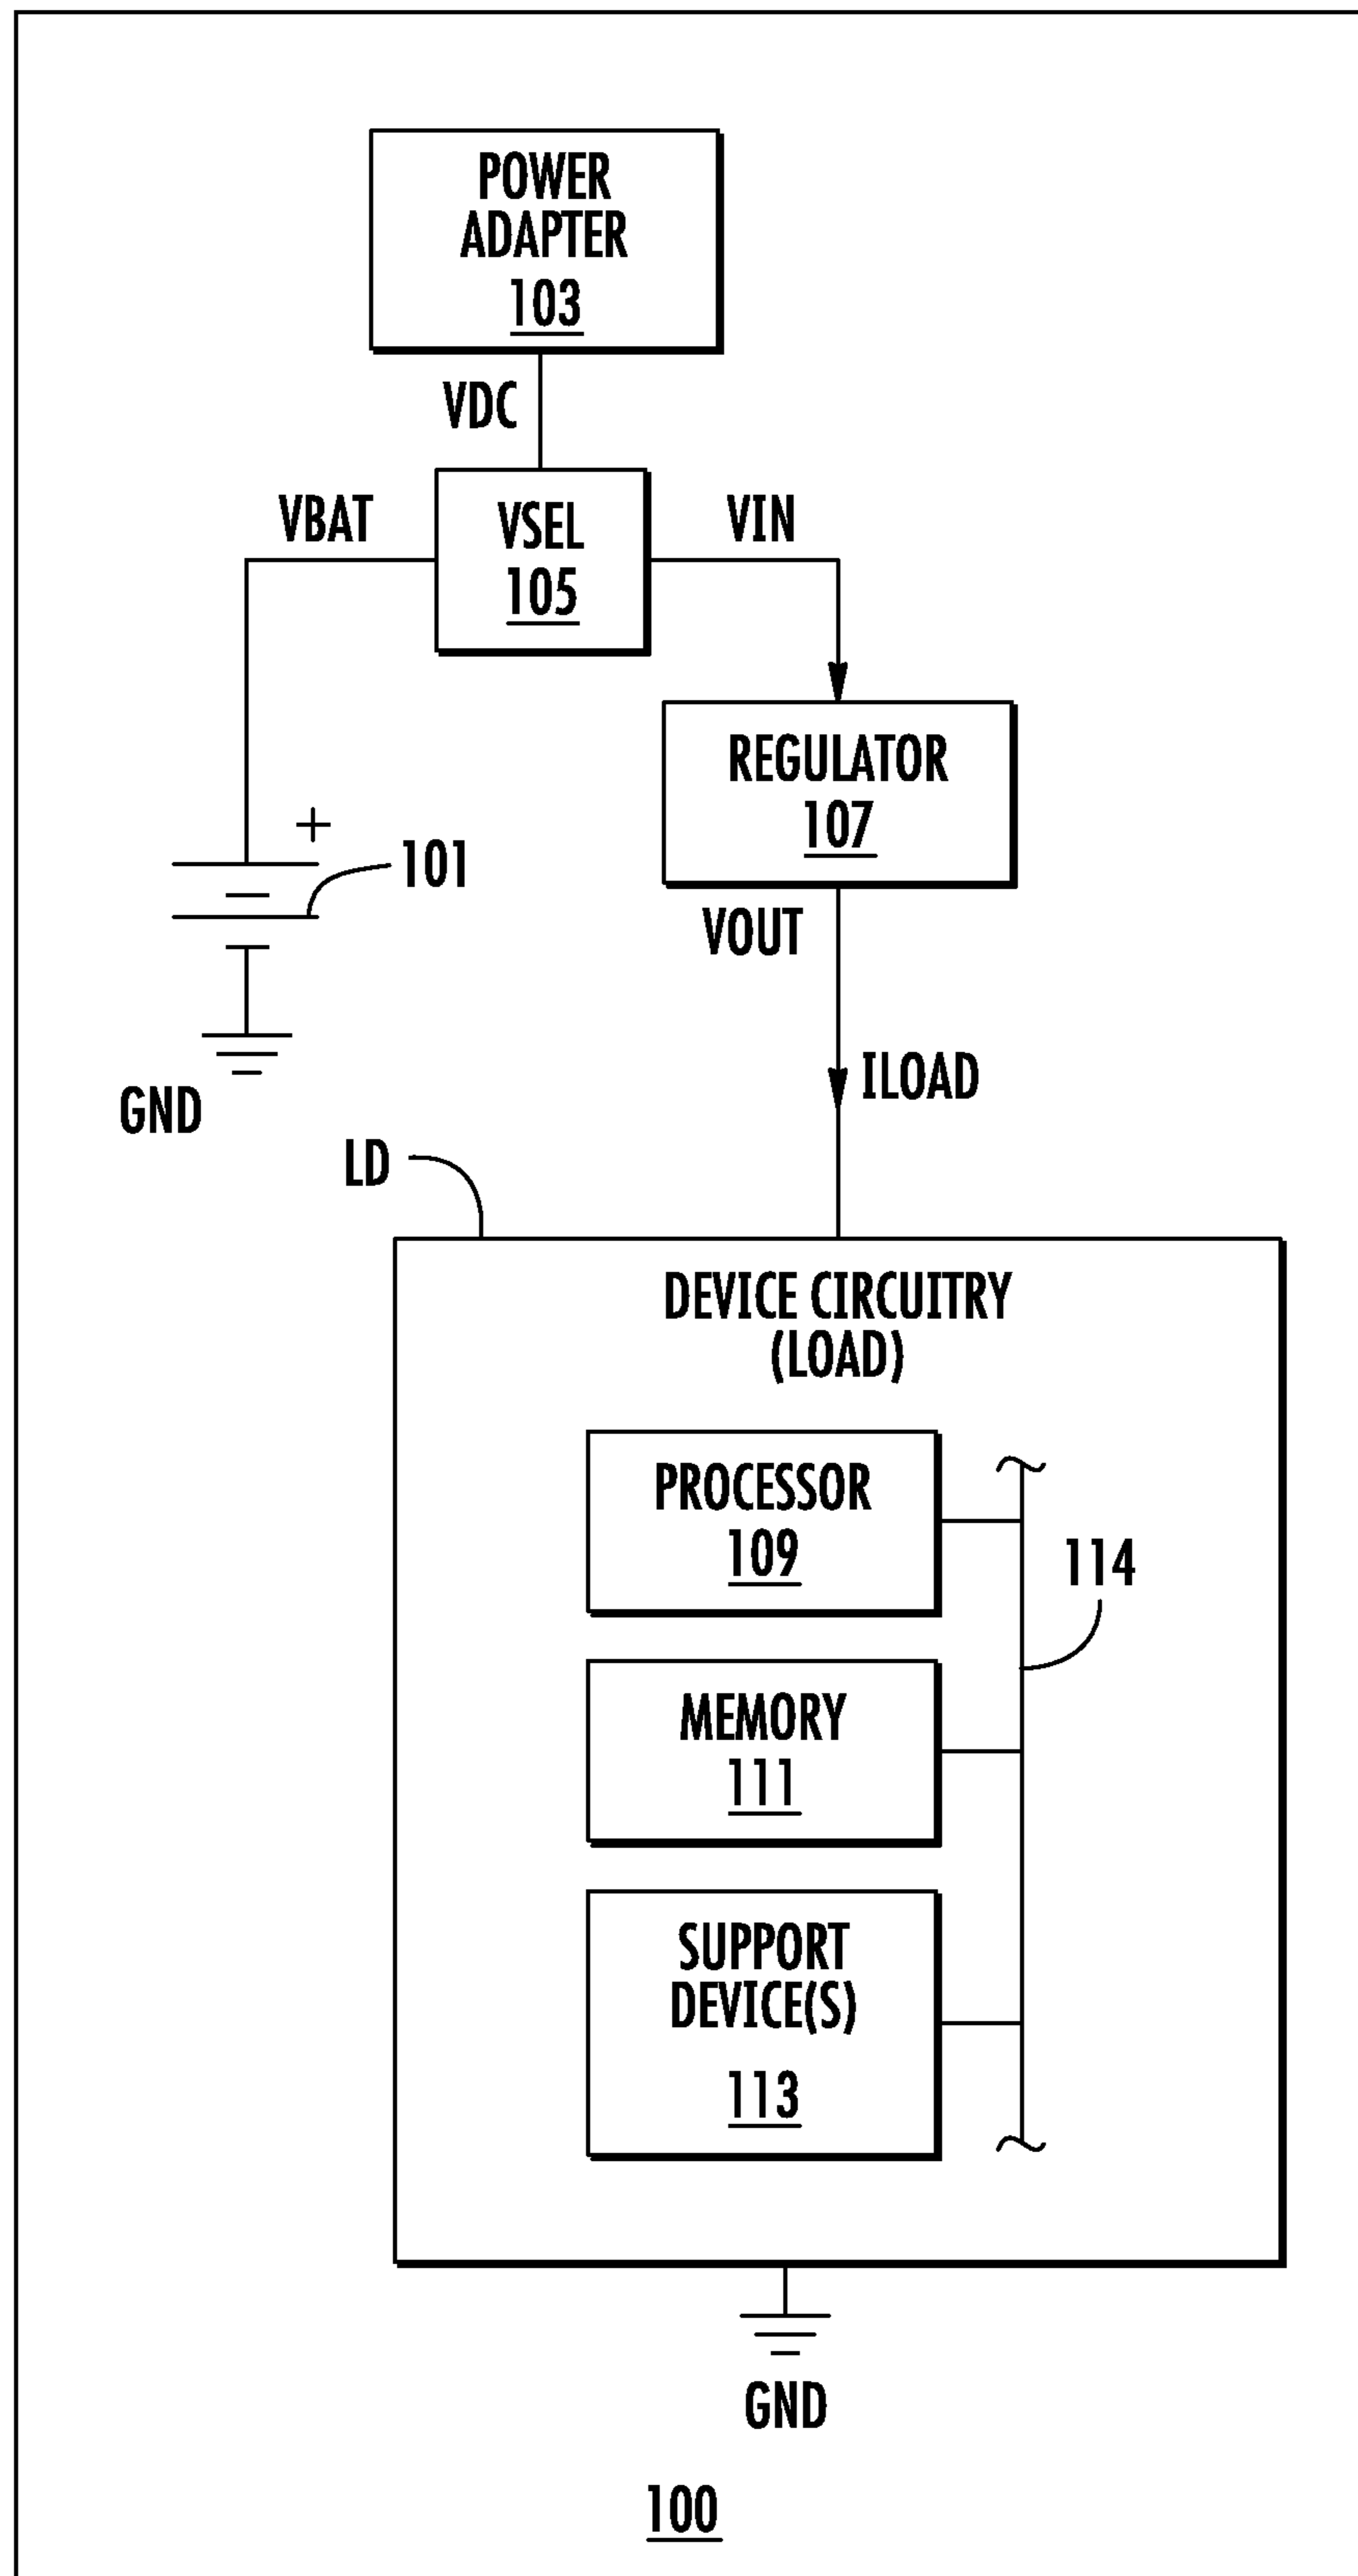 POWER
ADAPTER
103
VDC
VBAT
VSEL
105
VIN
REGULATOR
107
+
101
VOUT
ILOAD
GND
LD
DEVICE CIRCUITRY
(LOAD)
PROCESSOR
109
114
MEMORY
111
SUPPORT
DEVICE(S)
113
GND
100